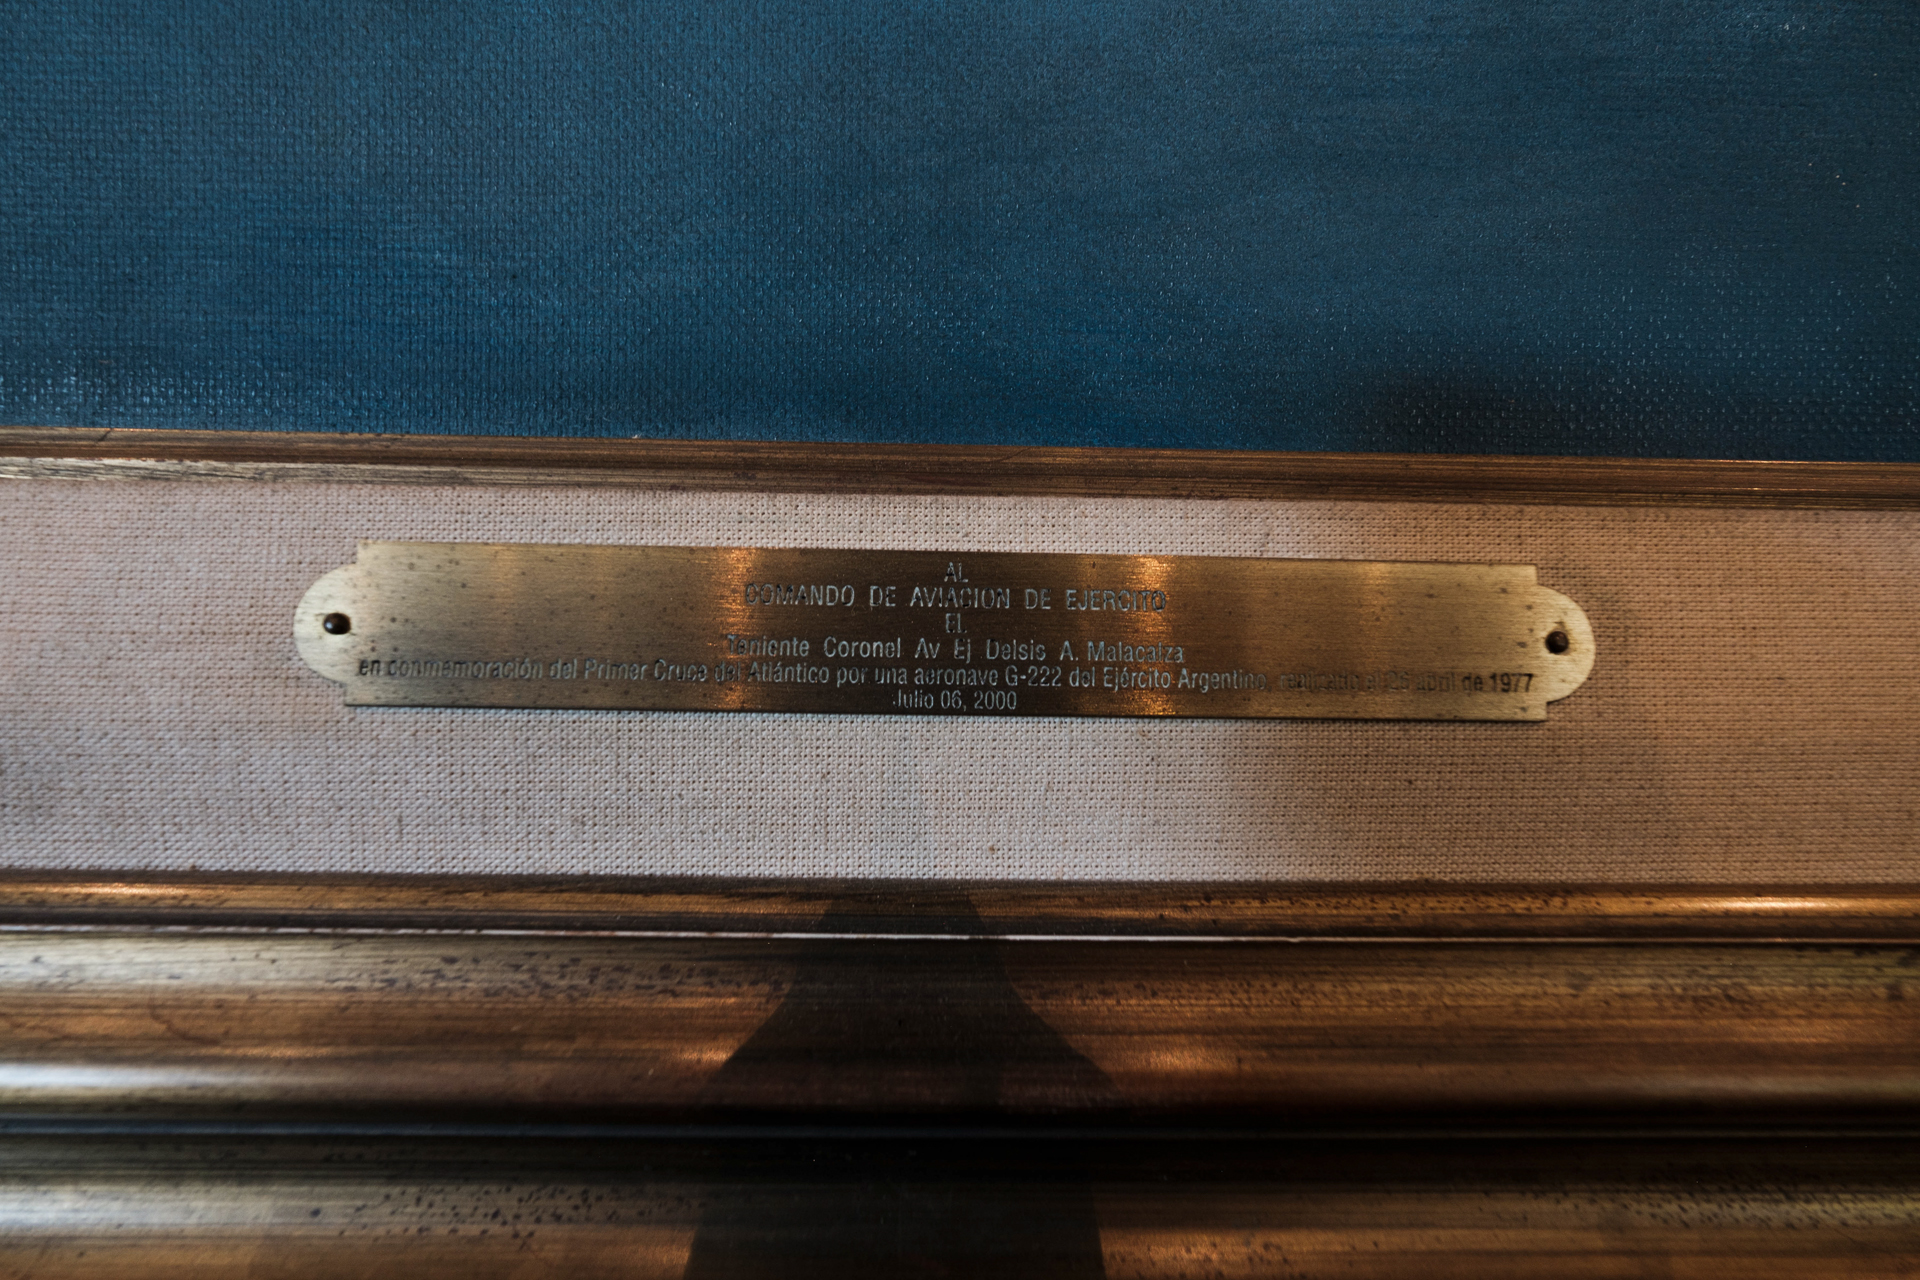 AL
COMANDO DE AVIACION DE EJERCITO
EL
Teniente Coronel Av Ej Delsis A. Malacalza
en conmemoración del Primer Cruce del Atlántico por una aeronave G-222 del Ejército Argentino, realizado el 25 abril de 1977
Julio 06, 2000